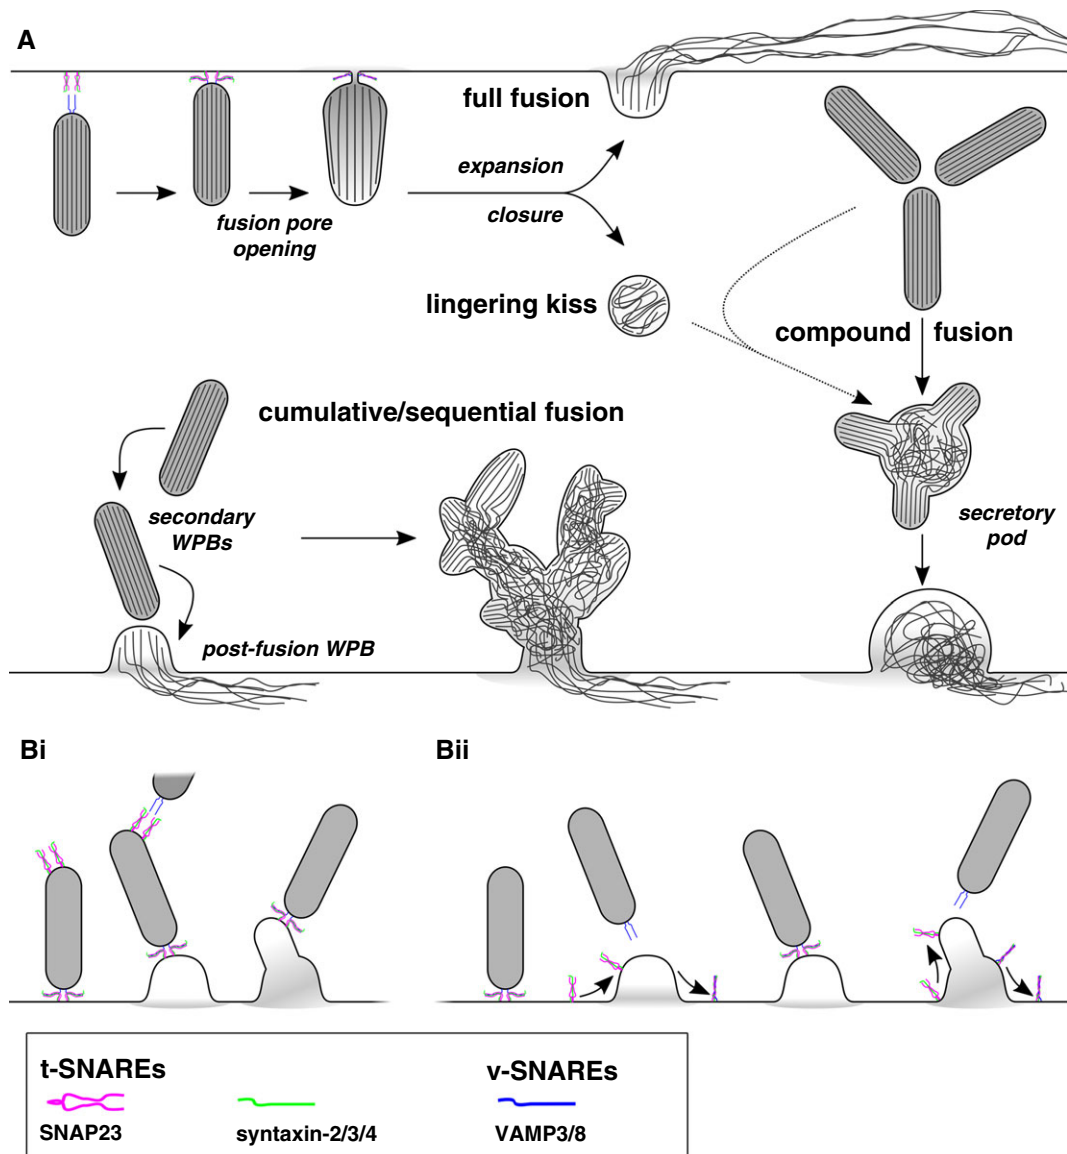 A
full fusion
expansion
closure
fusion pore
opening
lingering kiss
compound fusion
cumulative/sequential fusion
secondary
WPBs
secretory
pod
post-fusion WPB
Bi
Bii
t-SNAREs
v-SNAREs
SNAP23
syntaxin-2/3/4
VAMP3/8